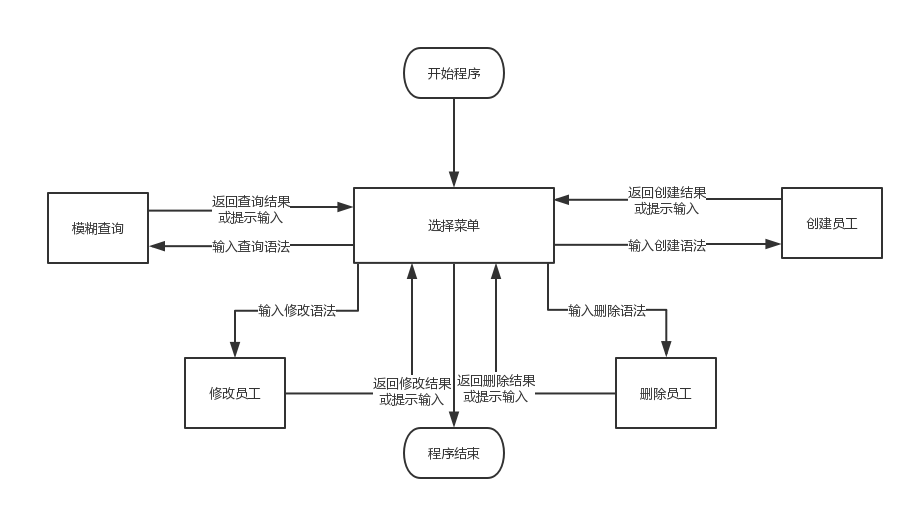 开始程序
返回查询结果
或提示输入
返回创建结果
或提示输入
模糊查询
选择菜单
创建员工
输入查询语法
输入创建语法
输入修改语法
输入删除语法
修改员工
返回修改结果
或提示输入
返回删除结果
或提示输入
删除员工
程序结束